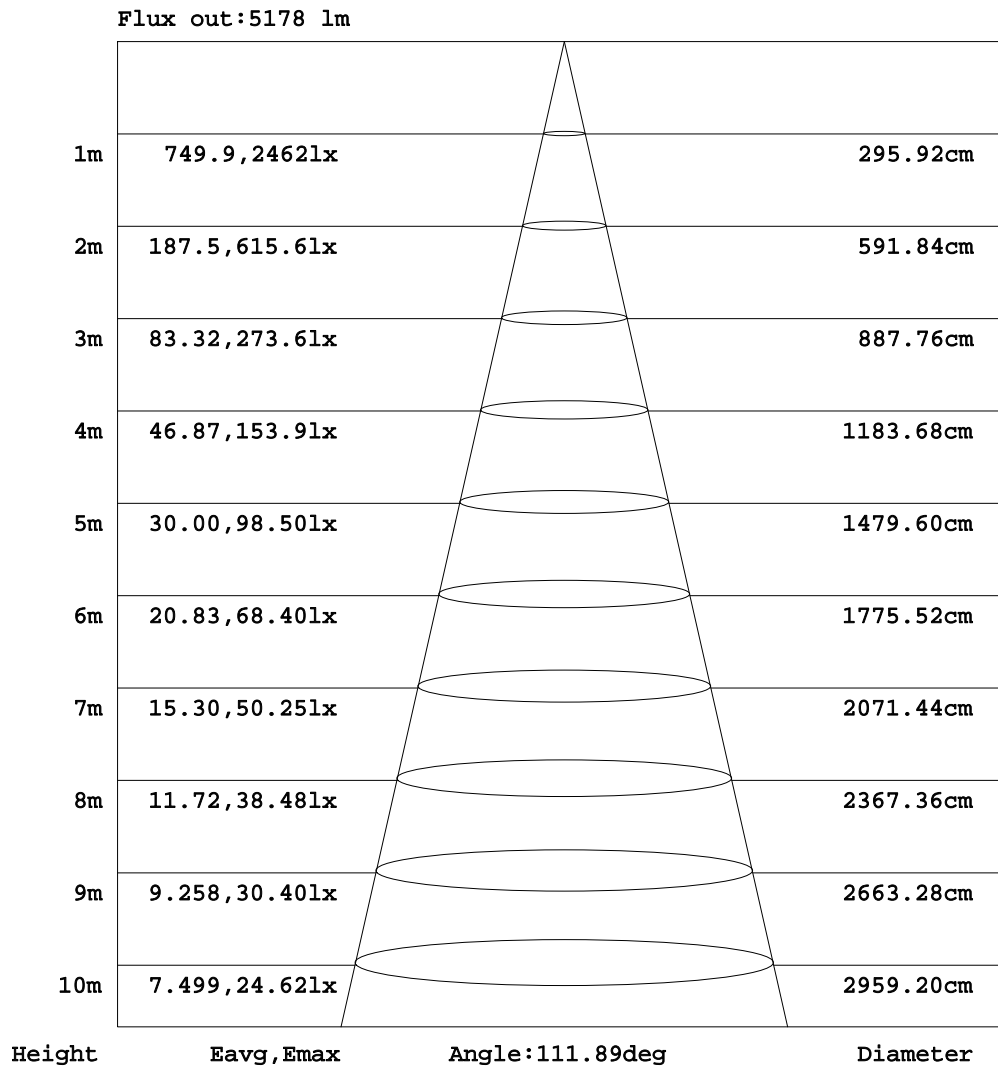 Flux out:5178 lm
1m 749.9,2462lx 295.92cm
2m 187.5,615.6lx 591.84cm
3m 83.32,273.6lx 887.76cm
4m 46.87,153.9lx 1183.68cm
5m 30.00,98.50lx 1479.60cm
6m 20.83,68.40lx 1775.52cm
7m 15.30,50.25lx 2071.44cm
8m 11.72,38.48lx 2367.36cm
9m 9.258,30.40lx 2663.28cm
10m 7.499,24.62lx 2959.20cm
Height Eavg,Emax Angle:111.89deg Diameter